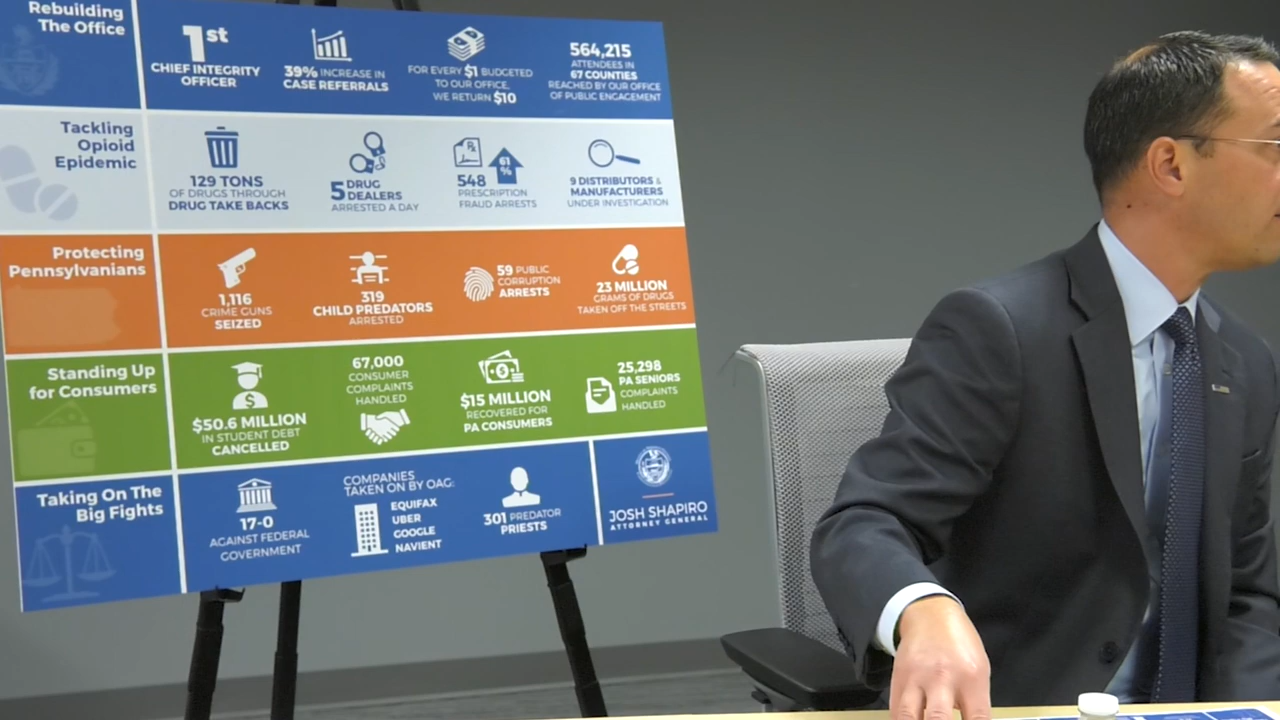 Rebuilding
The Office
1st
CHIEF INTEGRITY
OFFICER
39% INCREASE IN
CASE REFERRALS
FOR EVERY $1 BUDGETED
TO OUR OFFICE,
WE RETURN $10
564,215
ATTENDEES IN
67 COUNTIES
REACHED BY OUR OFFICE
OF PUBLIC ENGAGEMENT
Tackling
Opioid
Epidemic
129 TONS
OF DRUGS THROUGH
DRUG TAKE BACKS
5 DRUG
DEALERS
ARRESTED A DAY
Rx
61
%
548
PRESCRIPTION
FRAUD ARRESTS
9 DISTRIBUTORS &
MANUFACTURERS
UNDER INVESTIGATION
Protecting
Pennsylvanians
1,116
CRIME GUNS
SEIZED
319
CHILD PREDATORS
ARRESTED
59 PUBLIC
CORRUPTION
ARRESTS
23 MILLION
GRAMS OF DRUGS
TAKEN OFF THE STREETS
Standing Up
for Consumers
$
$50.6 MILLION
IN STUDENT DEBT
CANCELLED
67,000
CONSUMER
COMPLAINTS
HANDLED
$
$15 MILLION
RECOVERED FOR
PA CONSUMERS
25,298
PA SENIORS
COMPLAINTS
HANDLED
Taking On The
Big Fights
17-0
AGAINST FEDERAL
GOVERNMENT
COMPANIES
TAKEN ON BY OAG:
EQUIFAX
UBER
GOOGLE
NAVIENT
301 PREDATOR
PRIESTS
JOSH SHAPIRO
ATTORNEY GENERAL